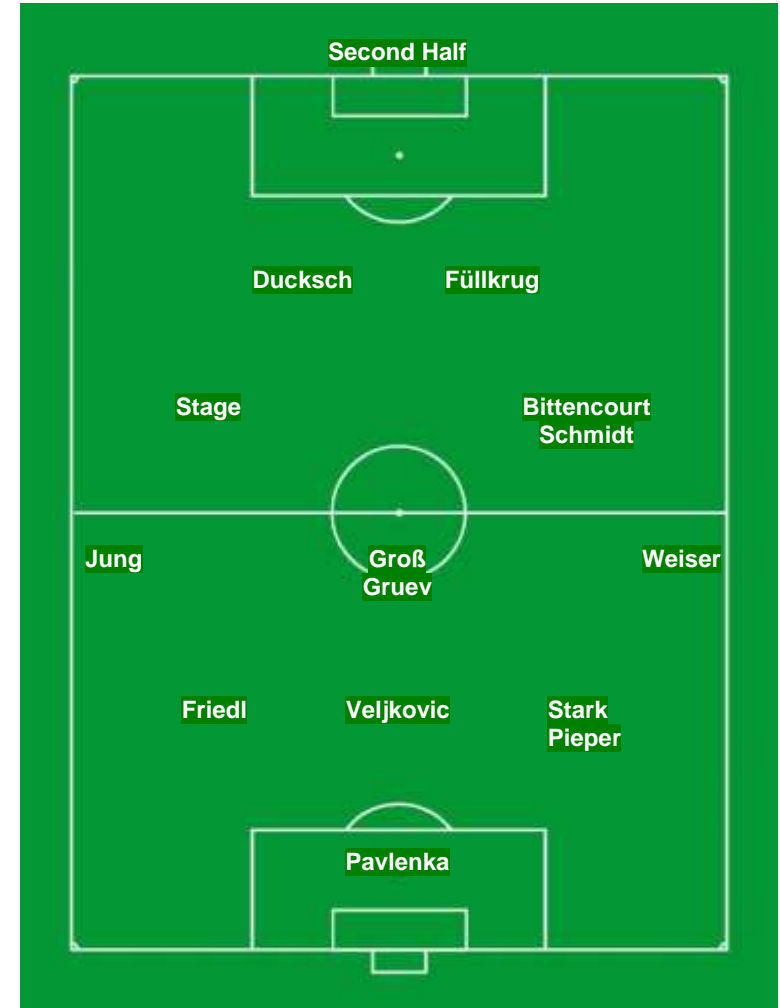 Second Half
Ducksch Füllkrug
Stage Bittencourt
Schmidt
Jung Groß Weiser
Gruev
Friedl Veljkovic Stark
Pieper
Pavlenka